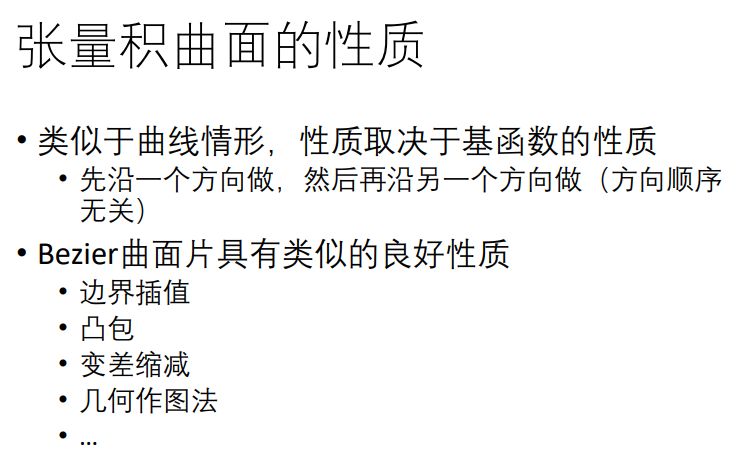 张量积曲面的性质
• 类似于曲线情形，性质取决于基函数的性质
• 先沿一个方向做，然后再沿另一个方向做（方向顺序
无关）
• Bezier曲面片具有类似的良好性质
• 边界插值
• 凸包
• 变差缩减
• 几何作图法
• ...